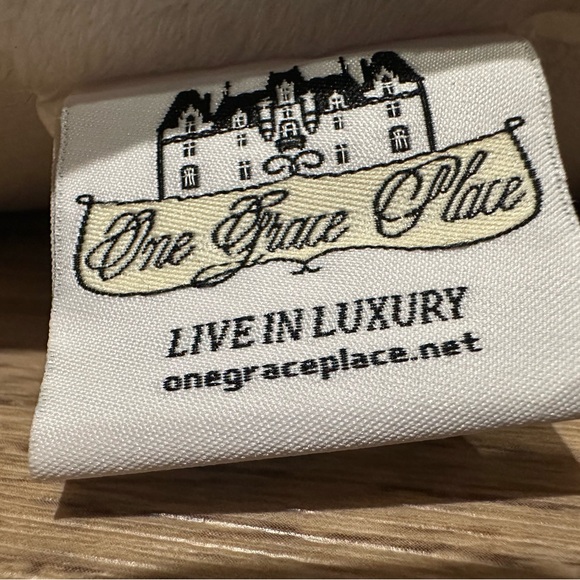 One Grace Place
LIVE IN LUXURY
onegraceplace.net